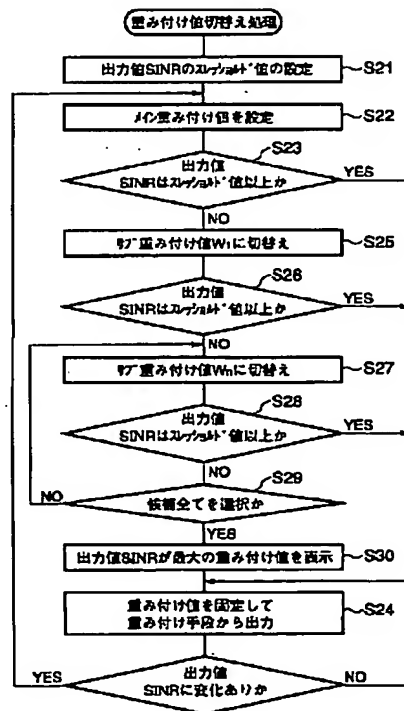 重み付け値切替え処理
出力値SINRのスレッショルド値の設定
S21
メイン重み付け値を設定
S22
S23
出力値
SINRはスレッショルド値以上か
YES
NO
サブ重み付け値W₁に切替え
S25
S26
出力値
SINRはスレッショルド値以上か
YES
NO
サブ重み付け値Wnに切替え
S27
S28
出力値
SINRはスレッショルド値以上か
YES
NO
S29
候補全てを選択か
NO
YES
出力値SINRが最大の重み付け値を表示
S30
重み付け値を固定して
重み付け手段から出力
S24
出力値
SINRに変化ありか
YES
NO